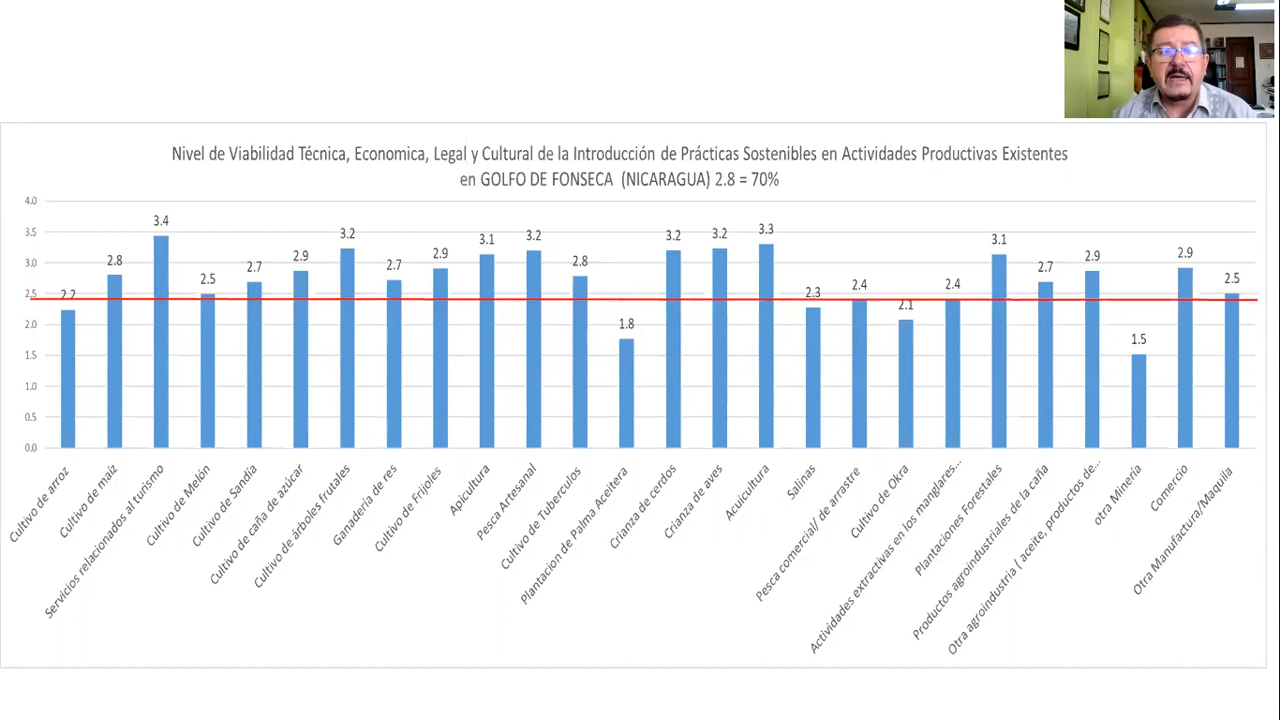 Nivel de Viabilidad Técnica, Economica, Legal y Cultural de la Introducción de Prácticas Sostenibles en Actividades Productivas Existentes
en GOLFO DE FONSECA (NICARAGUA) 2.8 = 70%
4.0
3.5
3.0
2.5
2.0
1.5
1.0
0.5
0.0
2.2
2.8
3.4
2.5
2.7
2.9
3.2
2.7
2.9
3.1
3.2
2.8
1.8
3.2
3.2
3.3
2.3
2.4
2.1
2.4
3.1
2.7
2.9
1.5
2.9
2.5
Cultivo de arroz
Cultivo de maíz
Servicios relacionados al turismo
Cultivo de Melón
Cultivo de Sandía
Cultivo de caña de azúcar
Cultivo de árboles frutales
Ganadería de res
Cultivo de Frijoles
Apicultura
Pesca Artesanal
Cultivo de Tuberculos
Plantacion de Palma Aceitera
Crianza de cerdos
Crianza de aves
Acuicultura
Salinas
Pesca comercial/ de arrastre
Cultivo de Okra
Actividades extractivas en los manglares...
Plantaciones Forestales
Productos agroindustriales de la caña
Otra agroindustria ( aceite, productos de...
otra Minería
Comercio
Otra Manufactura/Maquila